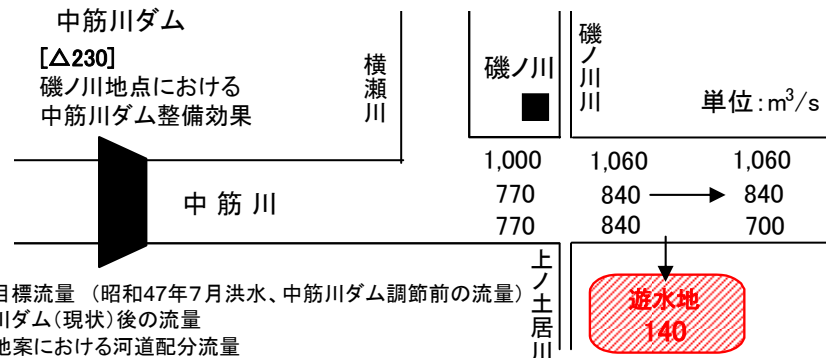 中筋川ダム
[△230]
磯ノ川地点における
中筋川ダム整備効果
横瀬川
磯ノ川
磯ノ川川
単位:m³/s
1,000 1,060 1,060
770 840 840
770 840 700
中筋川
上ノ土居川
遊水地
140
目標流量 (昭和47年7月洪水、中筋川ダム調節前の流量)
川ダム(現状)後の流量
地案における河道配分流量